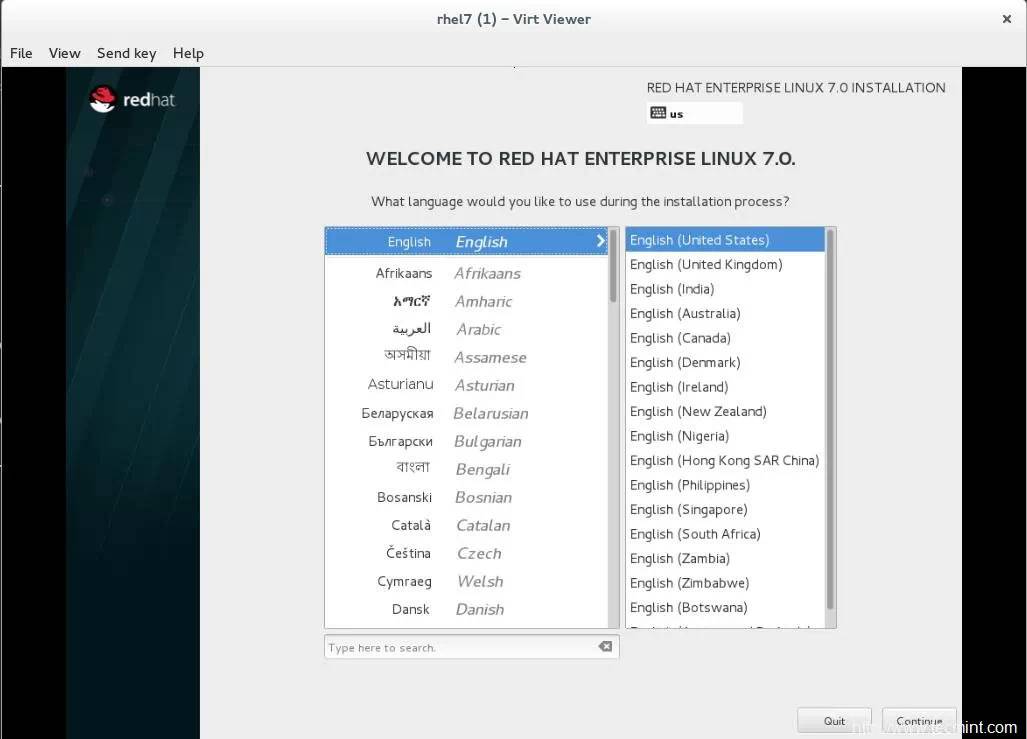 rhel7 (1) – Virt Viewer
File View Send key Help
redhat
RED HAT ENTERPRISE LINUX 7.0 INSTALLATION
us
WELCOME TO RED HAT ENTERPRISE LINUX 7.0.
What language would you like to use during the installation process?
English English
Afrikaans Afrikaans
አማርኛ Amharic
العربية Arabic
অসমীয়া Assamese
Asturianu Asturian
Беларуская Belarusian
Български Bulgarian
বাংলা Bengali
Bosanski Bosnian
Català Catalan
Čeština Czech
Cymraeg Welsh
Dansk Danish
English (United States)
English (United Kingdom)
English (India)
English (Australia)
English (Canada)
English (Denmark)
English (Ireland)
English (New Zealand)
English (Nigeria)
English (Hong Kong SAR China)
English (Philippines)
English (Singapore)
English (South Africa)
English (Zambia)
English (Zimbabwe)
English (Botswana)
Type here to search.
Quit Continue